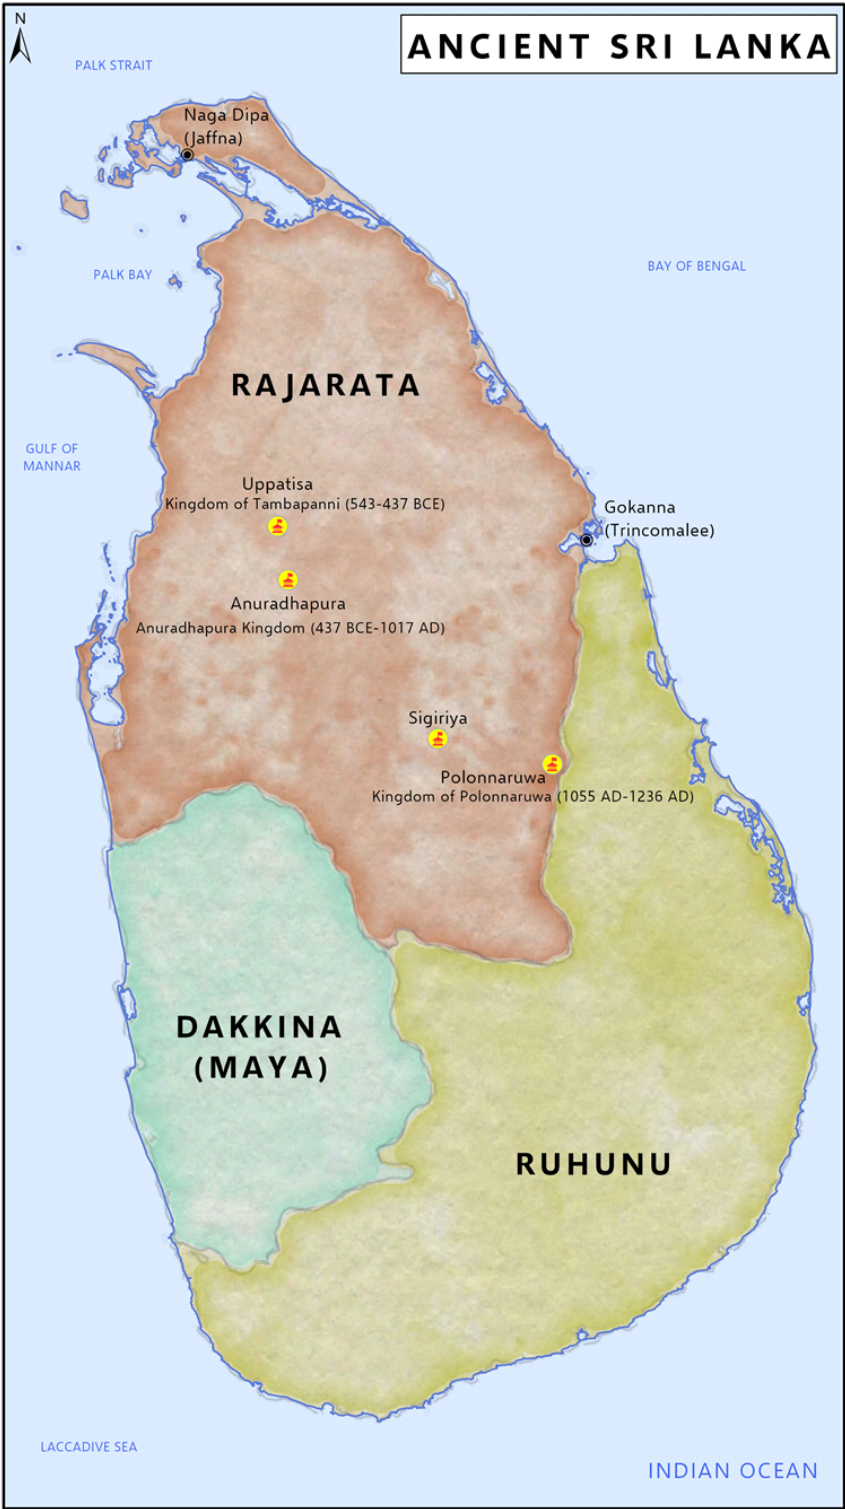 N
ANCIENT SRI LANKA
PALK STRAIT
Naga Dipa
(Jaffna)
BAY OF BENGAL
PALK BAY
RAJARATA
GULF OF
MANNAR
Uppatisa
Kingdom of Tambapanni (543-437 BCE)
Gokanna
(Trincomalee)
Anuradhapura
Anuradhapura Kingdom (437 BCE-1017 AD)
Sigiriya
Polonnaruwa
Kingdom of Polonnaruwa (1055 AD-1236 AD)
DAKKINA
(MAYA)
RUHUNU
LACCADIVE SEA
INDIAN OCEAN